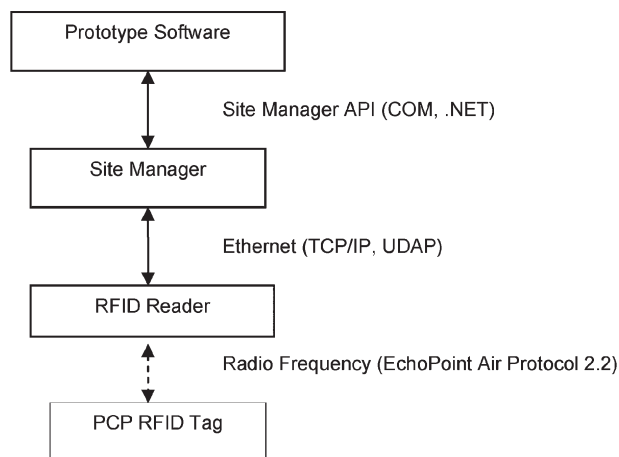 Prototype Software
Site Manager API (COM, .NET)
Site Manager
Ethernet (TCP/IP, UDAP)
RFID Reader
Radio Frequency (EchoPoint Air Protocol 2.2)
PCP RFID Tag